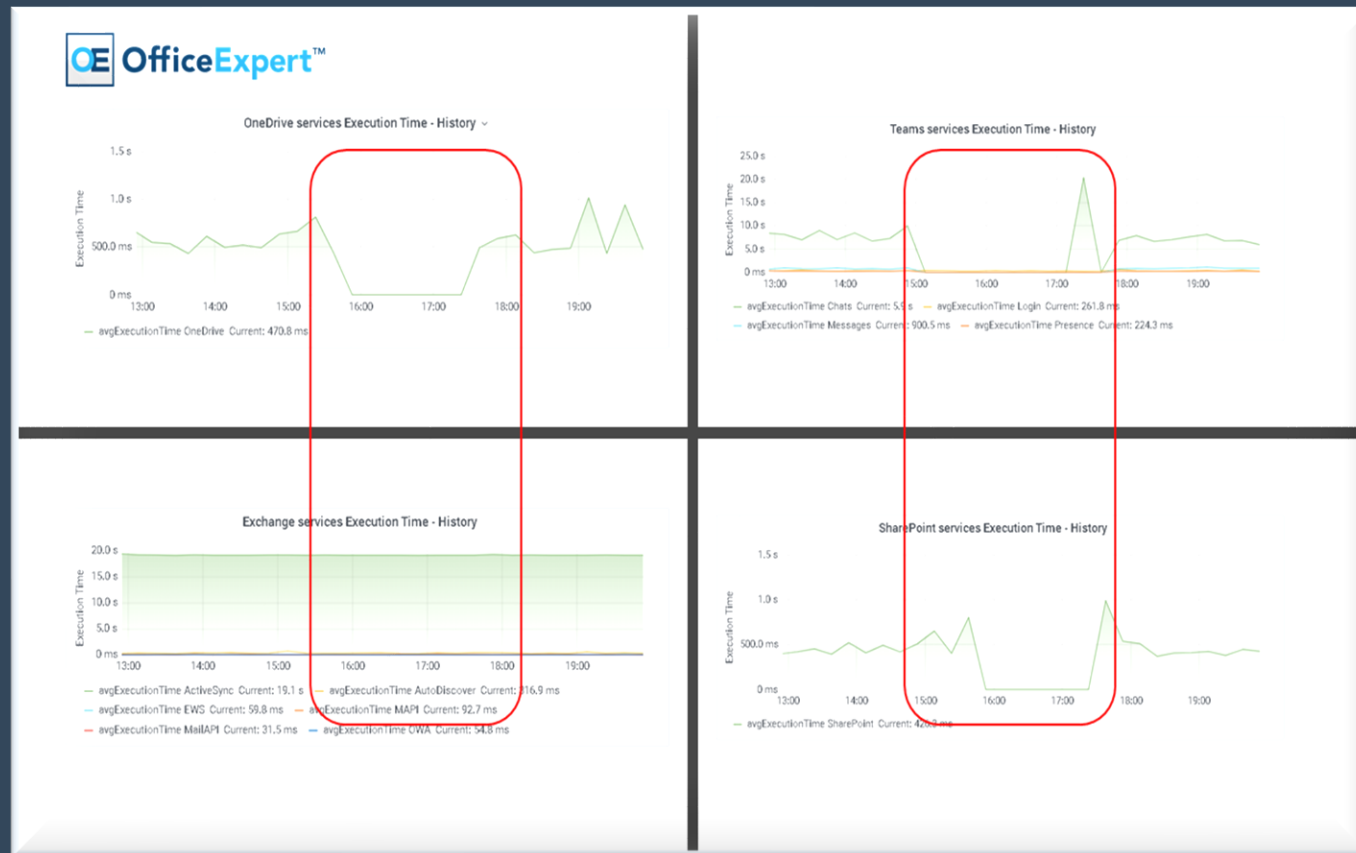 OE OfficeExpert™
OneDrive services Execution Time - History
1.5 s
1.0 s
500.0 ms
0 ms
Execution Time
13:00 14:00 15:00 16:00 17:00 18:00 19:00
avgExecutionTime OneDrive Current: 470.8 ms
Teams services Execution Time - History
25.0 s
20.0 s
15.0 s
10.0 s
5.0 s
0 ms
Execution Time
13:00 14:00 15:00 16:00 17:00 18:00 19:00
avgExecutionTime Chats Current: 5.9 s avgExecutionTime Login Current: 261.8 ms
avgExecutionTime Messages Current: 900.5 ms avgExecutionTime Presence Current: 224.3 ms
Exchange services Execution Time - History
20.0 s
15.0 s
10.0 s
5.0 s
0 ms
Execution Time
13:00 14:00 15:00 16:00 17:00 18:00 19:00
avgExecutionTime ActiveSync Current: 19.1 s avgExecutionTime AutoDiscover Current: ms
avgExecutionTime EWS Current: 59.8 ms avgExecutionTime MAPI Current: 92.7 ms
avgExecutionTime MailAPI Current: 31.5 ms avgExecutionTime OWA Current: 54.8 ms
SharePoint services Execution Time - History
1.5 s
1.0 s
500.0 ms
0 ms
Execution Time
13:00 14:00 15:00 16:00 17:00 18:00 19:00
avgExecutionTime SharePoint Current: ms